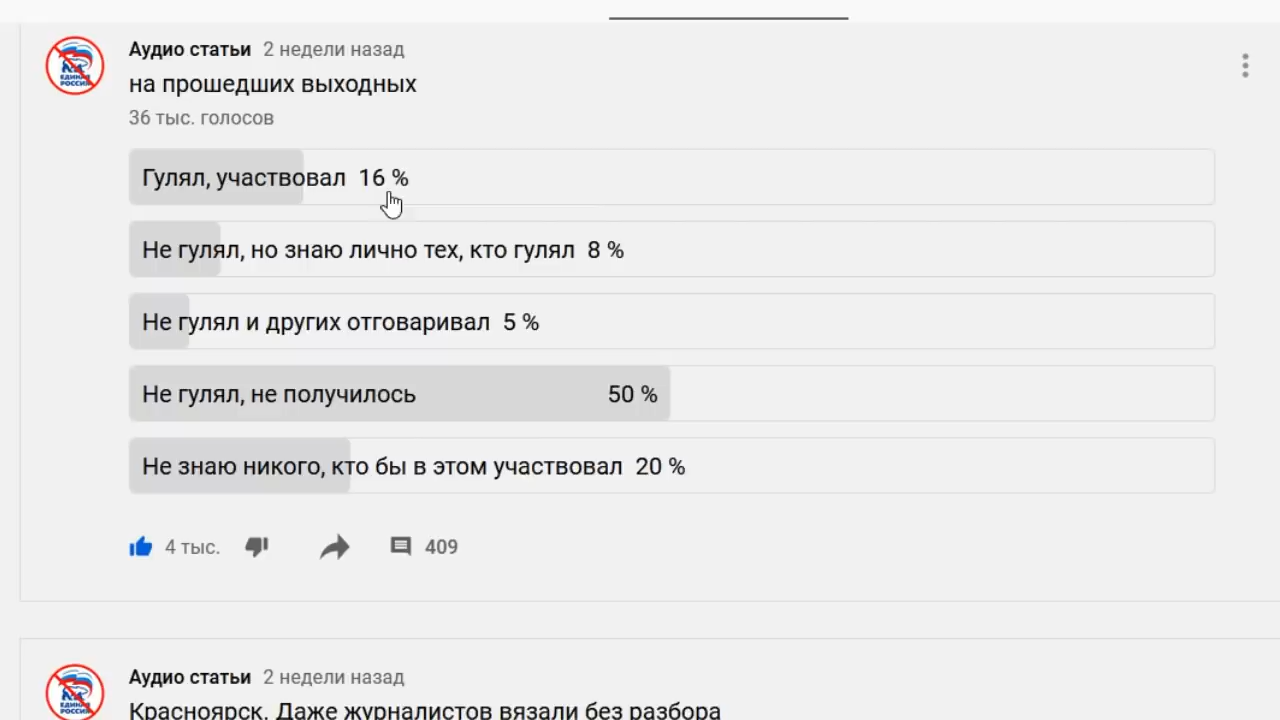 Аудио статьи 2 недели назад
на прошедших выходных
36 тыс. голосов
Гулял, участвовал 16 %
Не гулял, но знаю лично тех, кто гулял 8 %
Не гулял и других отговаривал 5 %
Не гулял, не получилось 50 %
Не знаю никого, кто бы в этом участвовал 20 %
4 тыс. 409
Аудио статьи 2 недели назад
Красноярск. Даже журналистов вязали без разбора
ЕДИНАЯ
РОССИЯ